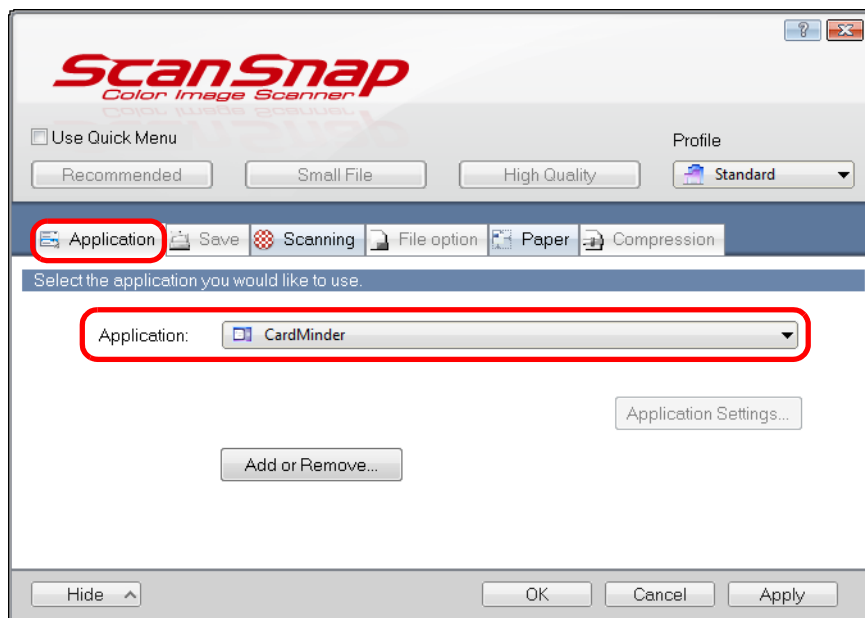 ?
ScanSnap
Color Image Scanner
Use Quick Menu
Profile
Recommended Small File High Quality Standard
Application Save Scanning File option Paper Compression
Select the application you would like to use.
Application: CardMinder
Application Settings...
Add or Remove...
Hide OK Cancel Apply